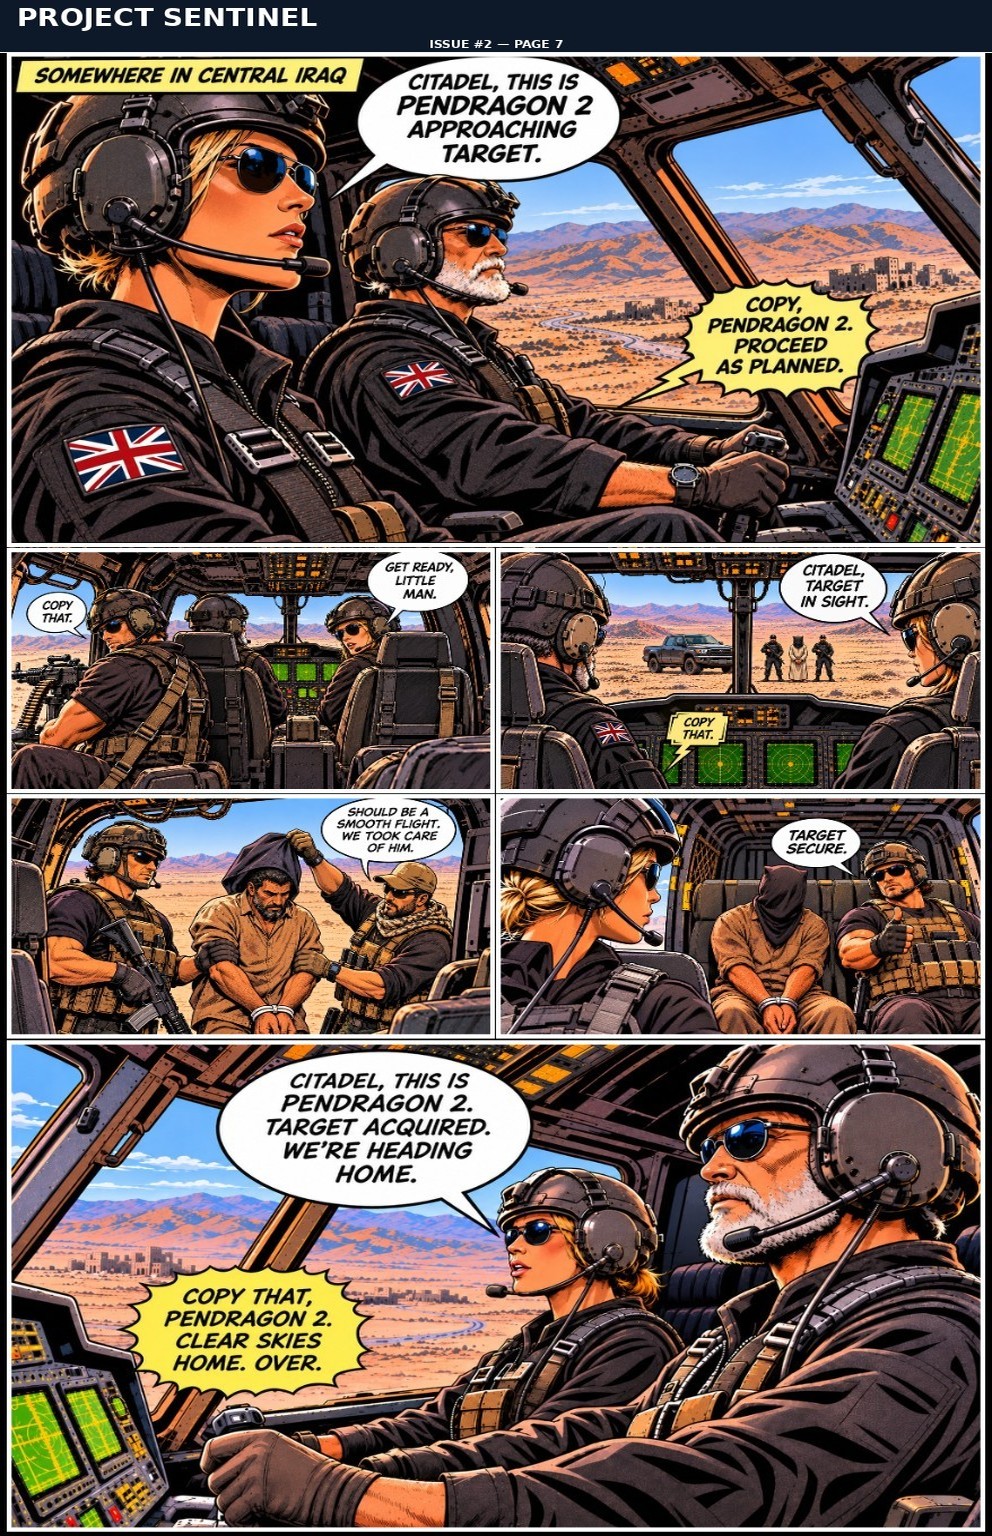 PROJECT SENTINEL
ISSUE #2 — PAGE 7
SOMEWHERE IN CENTRAL IRAQ
CITADEL, THIS IS
PENDRAGON 2
APPROACHING
TARGET.
COPY,
PENDRAGON 2.
PROCEED
AS PLANNED.
COPY
THAT.
GET READY,
LITTLE
MAN.
CITADEL,
TARGET
IN SIGHT.
COPY
THAT.
SHOULD BE A
SMOOTH FLIGHT.
WE TOOK CARE
OF HIM.
TARGET
SECURE.
CITADEL, THIS IS
PENDRAGON 2.
TARGET ACQUIRED.
WE'RE HEADING
HOME.
COPY THAT,
PENDRAGON 2.
CLEAR SKIES
HOME. OVER.